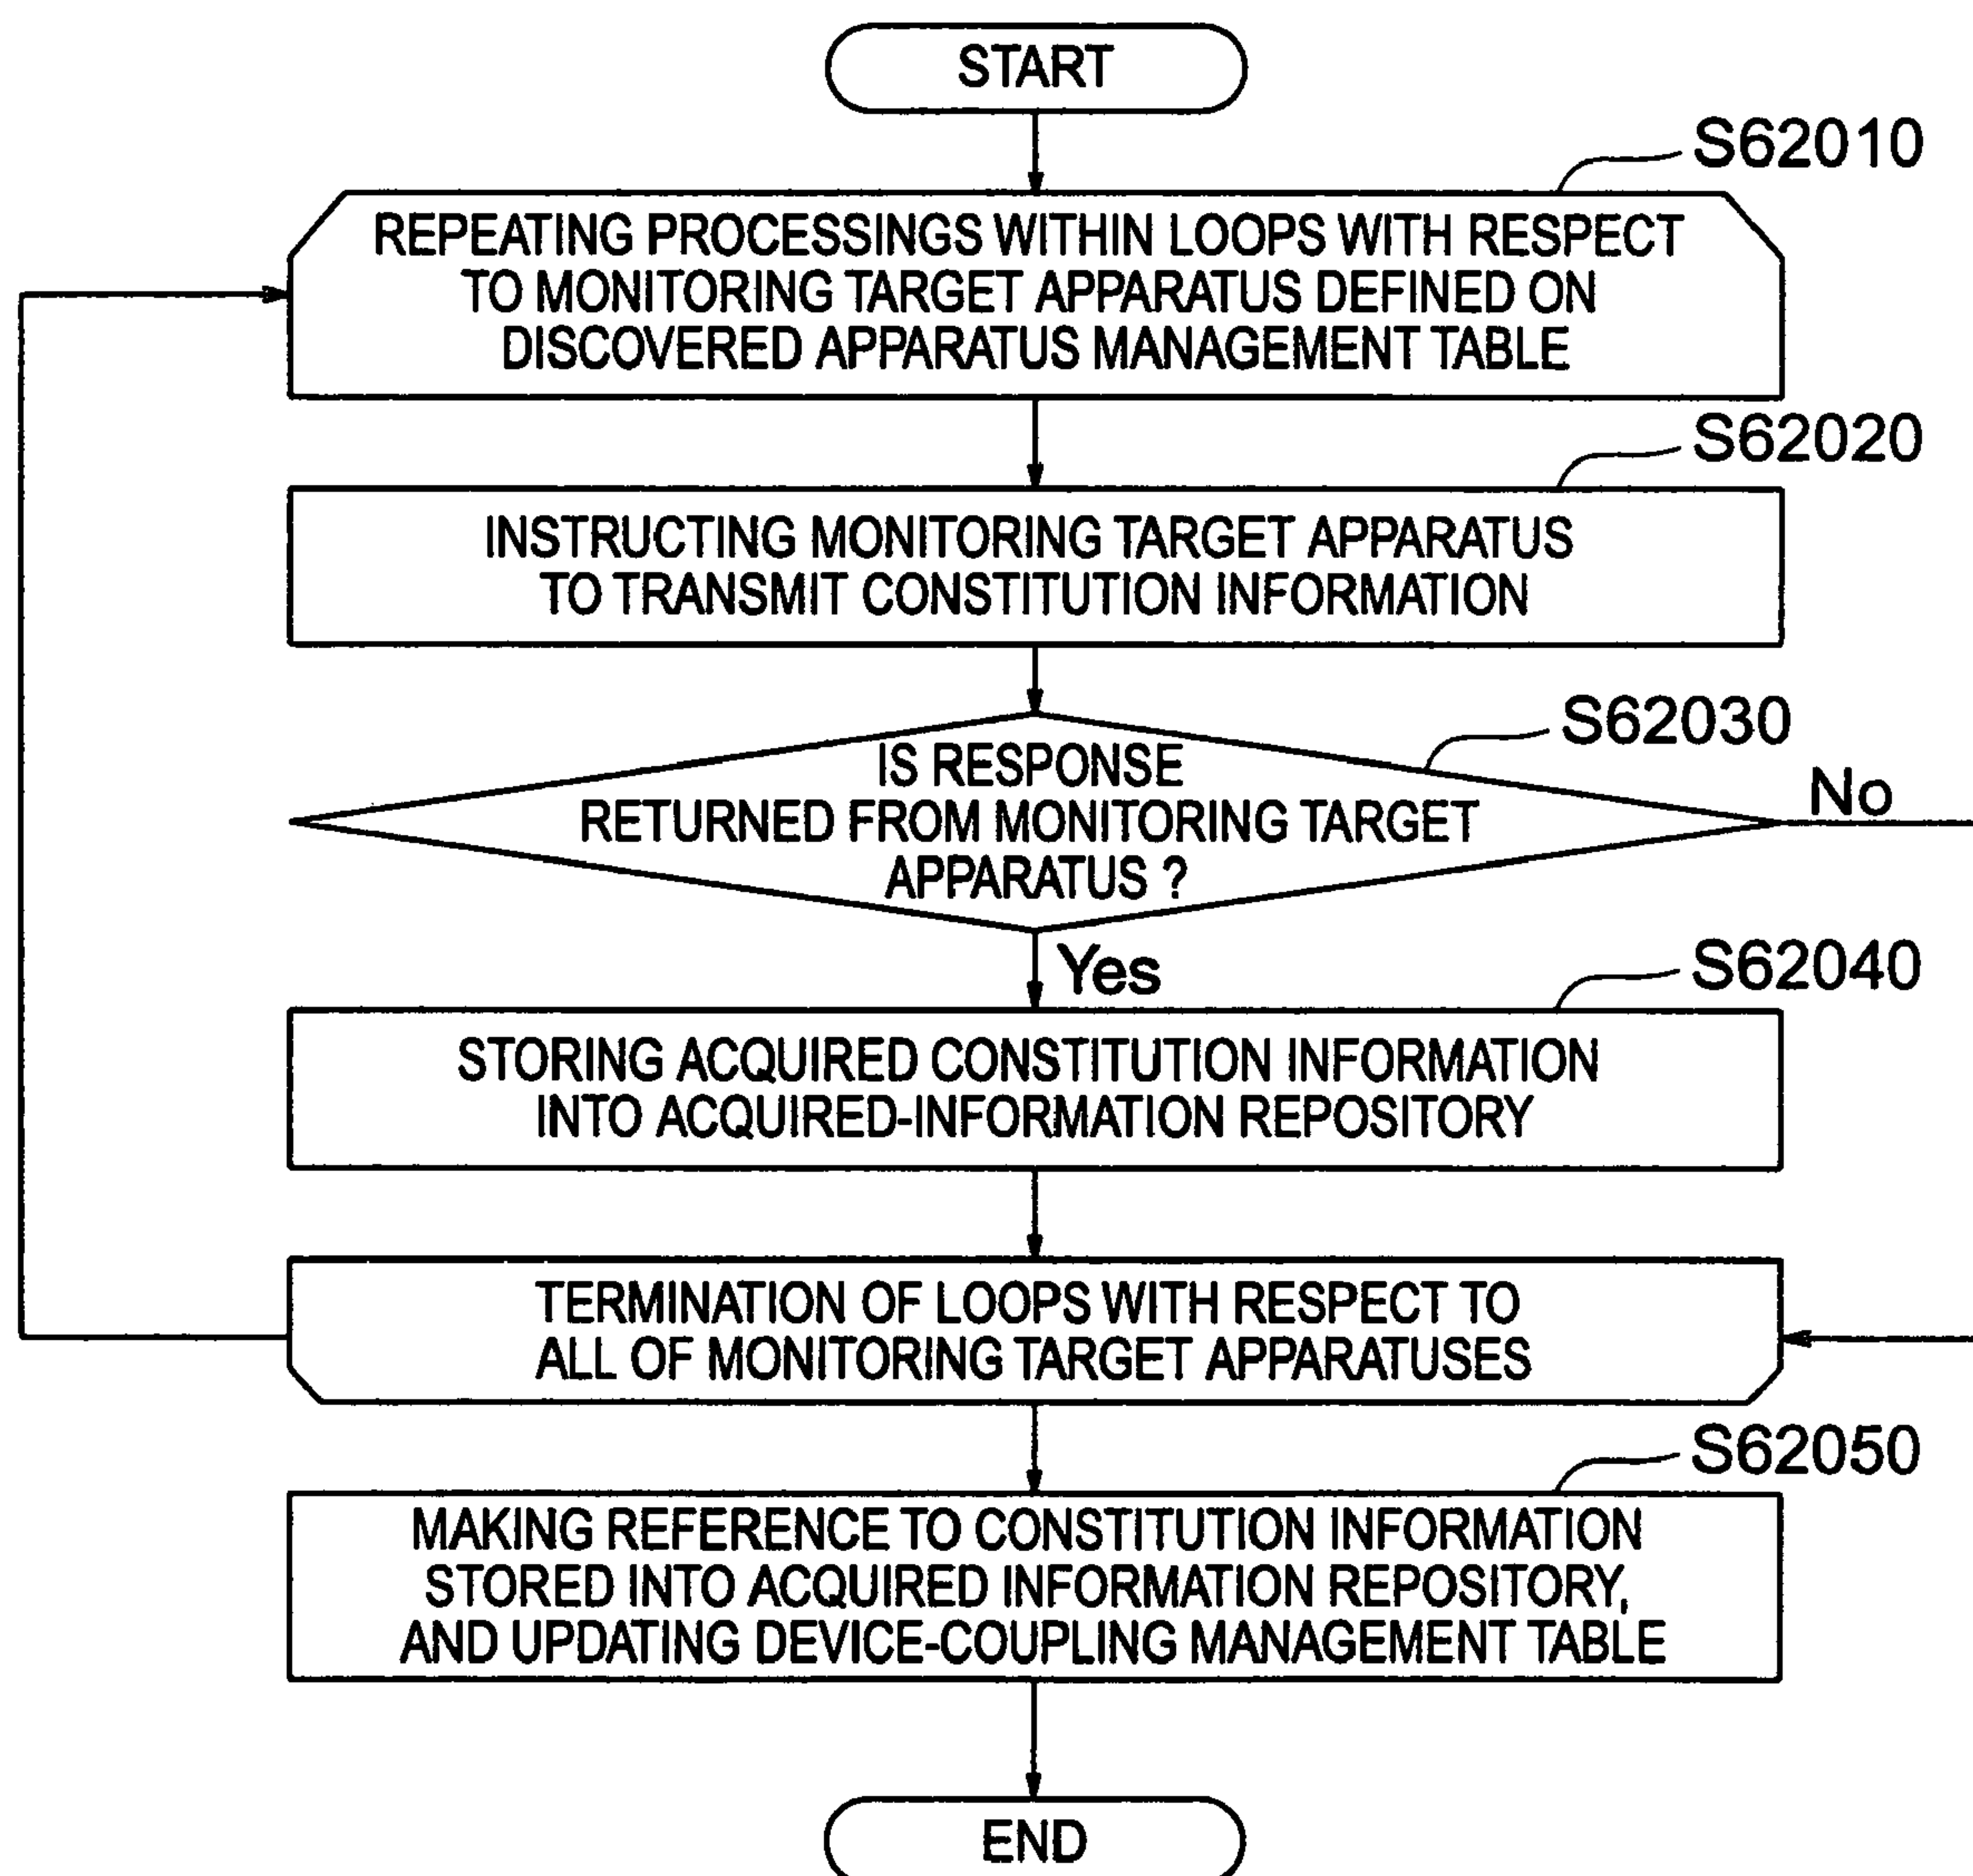 START
S62010
REPEATING PROCESSINGS WITHIN LOOPS WITH RESPECT
TO MONITORING TARGET APPARATUS DEFINED ON
DISCOVERED APPARATUS MANAGEMENT TABLE
S62020
INSTRUCTING MONITORING TARGET APPARATUS
TO TRANSMIT CONSTITUTION INFORMATION
S62030
IS RESPONSE
RETURNED FROM MONITORING TARGET
APPARATUS ?
No
Yes
S62040
STORING ACQUIRED CONSTITUTION INFORMATION
INTO ACQUIRED-INFORMATION REPOSITORY
TERMINATION OF LOOPS WITH RESPECT TO
ALL OF MONITORING TARGET APPARATUSES
S62050
MAKING REFERENCE TO CONSTITUTION INFORMATION
STORED INTO ACQUIRED INFORMATION REPOSITORY,
AND UPDATING DEVICE-COUPLING MANAGEMENT TABLE
END